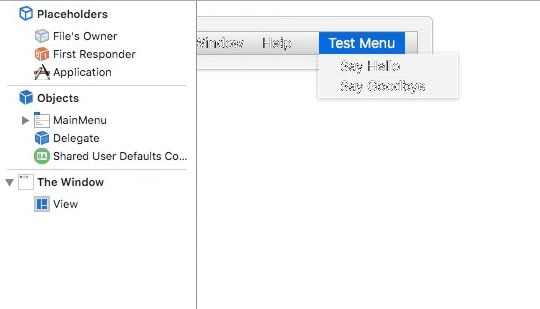 Placeholders
File's Owner
First Responder
Application
Objects
MainMenu
Delegate
Shared User Defaults Co...
The Window
View
Window Help Test Menu
Say Hello
Say Goodbye